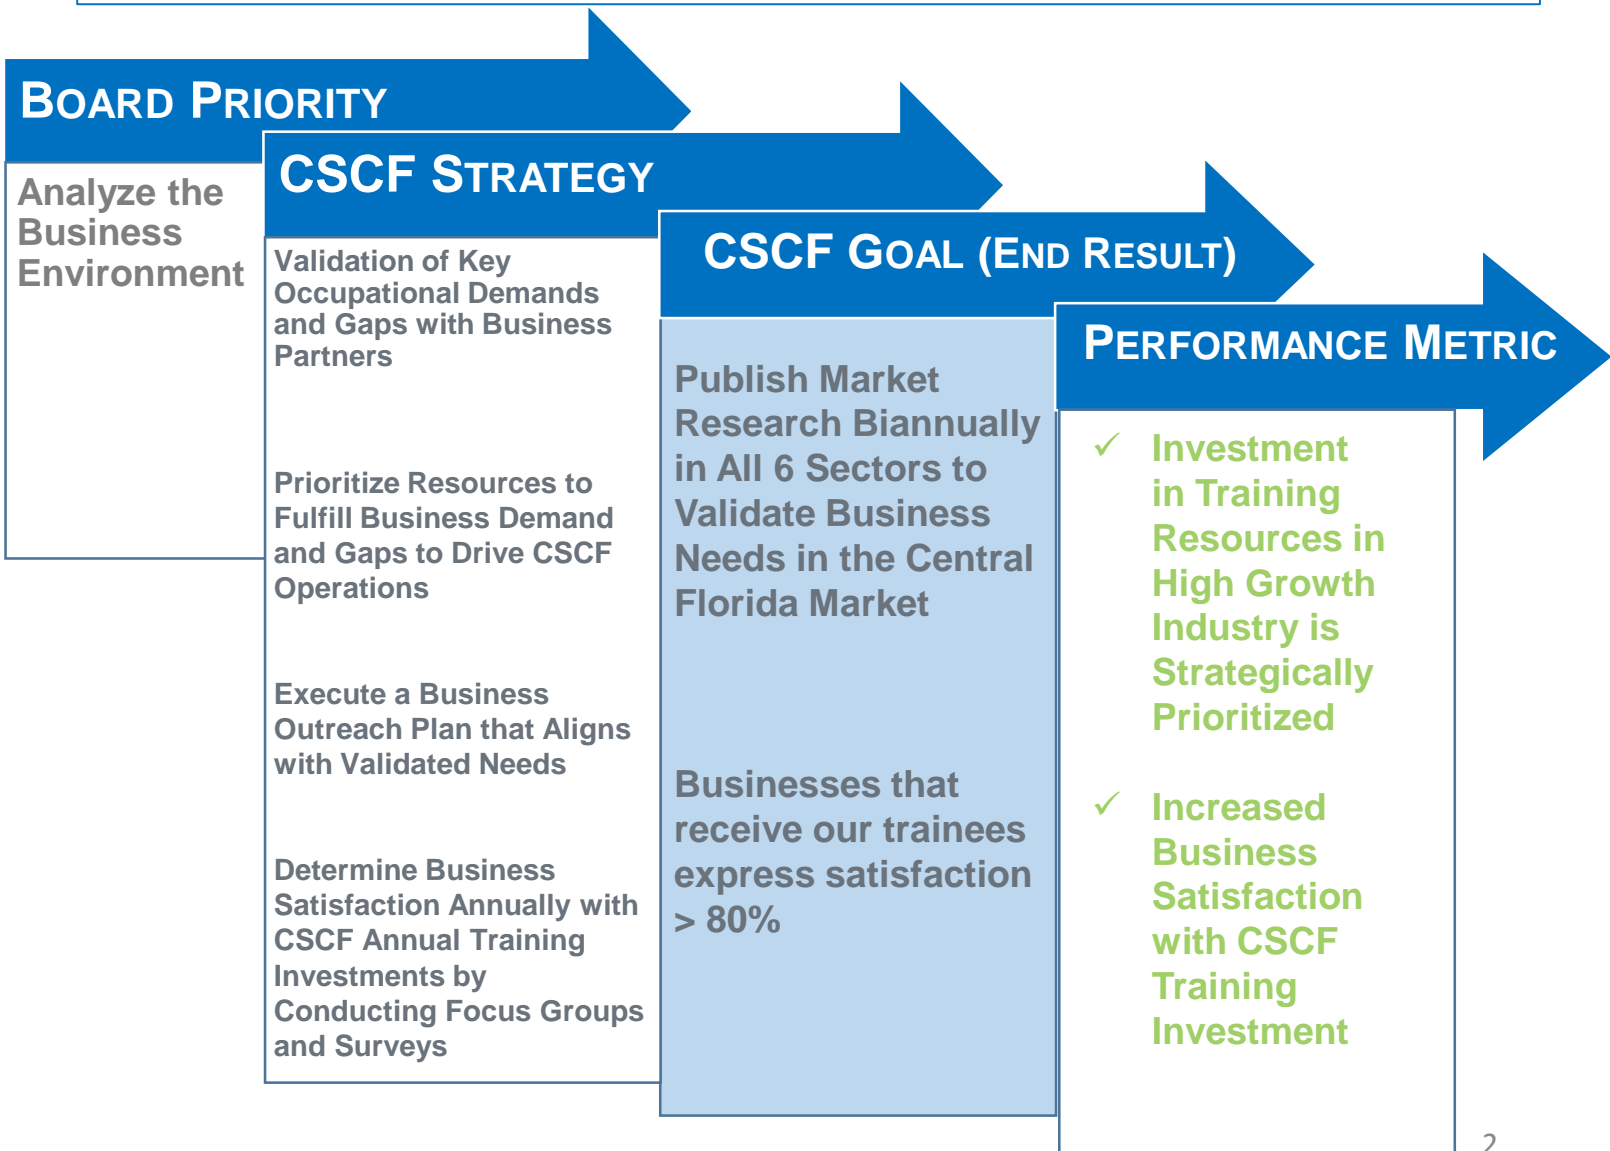 BOARD PRIORITY
Analyze the
Business
Environment
CSCF STRATEGY
Validation of Key
Occupational Demands
and Gaps with Business
Partners
Prioritize Resources to
Fulfill Business Demand
and Gaps to Drive CSCF
Operations
Execute a Business
Outreach Plan that Aligns
with Validated Needs
Determine Business
Satisfaction Annually with
CSCF Annual Training
Investments by
Conducting Focus Groups
and Surveys
CSCF GOAL (END RESULT)
Publish Market
Research Biannually
in All 6 Sectors to
Validate Business
Needs in the Central
Florida Market
Businesses that
receive our trainees
express satisfaction
> 80%
PERFORMANCE METRIC
✓ Investment
in Training
Resources in
High Growth
Industry is
Strategically
Prioritized
✓ Increased
Business
Satisfaction
with CSCF
Training
Investment
2